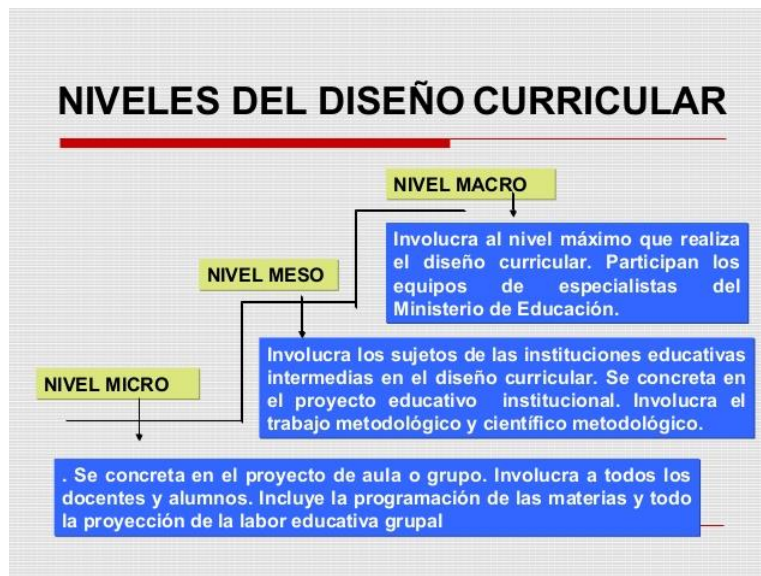 NIVELES DEL DISEÑO CURRICULAR
NIVEL MACRO
Involucra al nivel máximo que realiza
el diseño curricular. Participan los
equipos de especialistas del
Ministerio de Educación.
NIVEL MESO
Involucra los sujetos de las instituciones educativas
intermedias en el diseño curricular. Se concreta en
el proyecto educativo institucional. Involucra el
trabajo metodológico y científico metodológico.
NIVEL MICRO
. Se concreta en el proyecto de aula o grupo. Involucra a todos los
docentes y alumnos. Incluye la programación de las materias y todo
la proyección de la labor educativa grupal